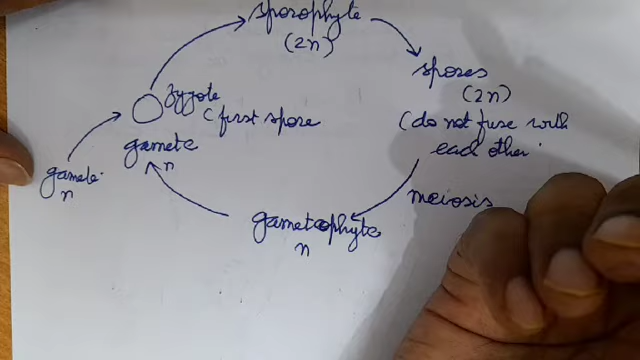 sporophyte
(2n)
spores
(2n)
(do not fuse with
each other.
zygote
(first spore
gamete
n
gamete.
n
meiosis
gametophyte
n